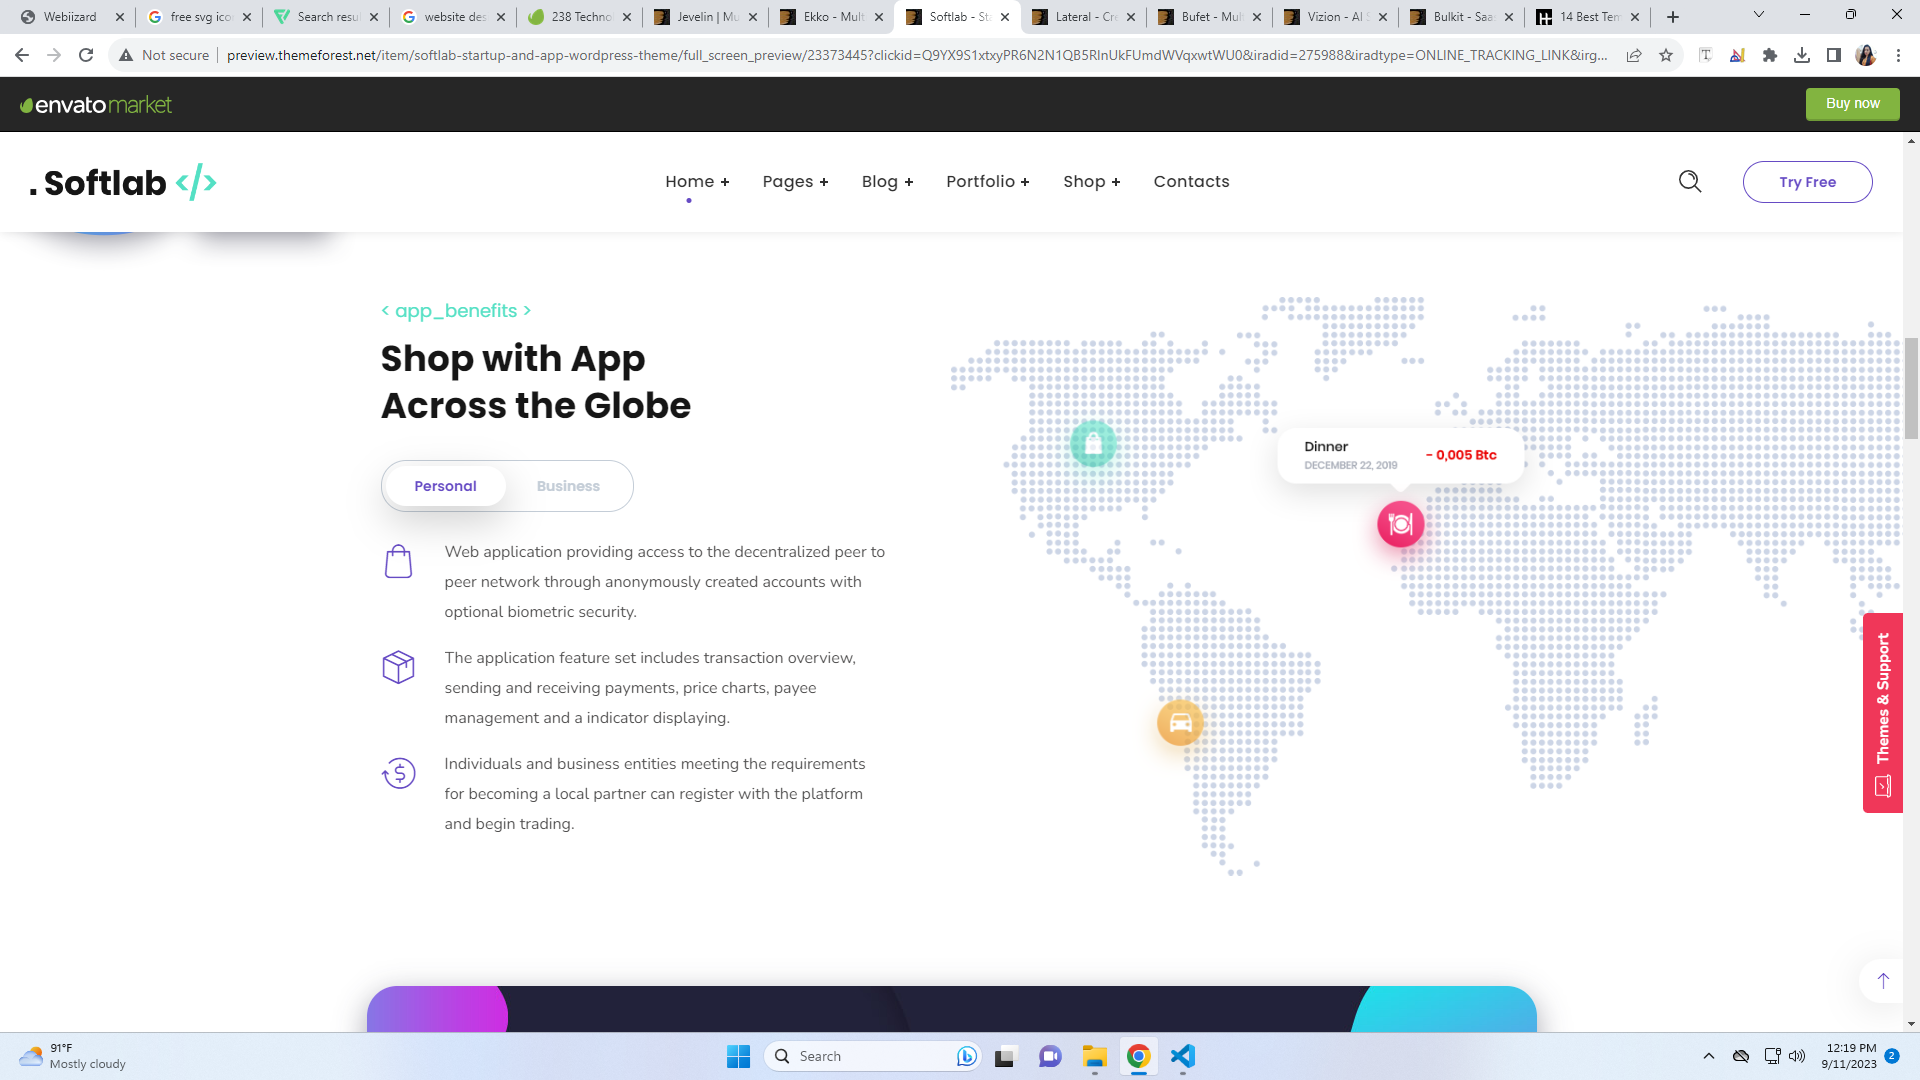 Webiizard
free svg ico
Search resu
website des
238 Techno
Jevelin | Mu
Ekko - Mult
Softlab - Sta
Lateral - Cre
Bufet - Mult
Vizion - AI S
Bulkit - Saa
14 Best Tem
Not secure
preview.themeforest.net/item/softlab-startup-and-app-wordpress-theme/full_screen_preview/23373445?clickid=Q9YX9S1xtxyPR6N2N1QB5RlnUkFUmdWVqxwtWU0&iradid=275988&iradtype=ONLINE_TRACKING_LINK&irg...
envato market
Buy now
. Softlab </>
Home +
Pages +
Blog +
Portfolio +
Shop +
Contacts
Try Free
< app_benefits >
Shop with App
Across the Globe
Personal
Business
Web application providing access to the decentralized peer to
peer network through anonymously created accounts with
optional biometric security.
The application feature set includes transaction overview,
sending and receiving payments, price charts, payee
management and a indicator displaying.
Individuals and business entities meeting the requirements
for becoming a local partner can register with the platform
and begin trading.
Dinner
DECEMBER 22, 2019
- 0,005 Btc
Themes & Support
91°F
Mostly cloudy
Search
12:19 PM
9/11/2023
2